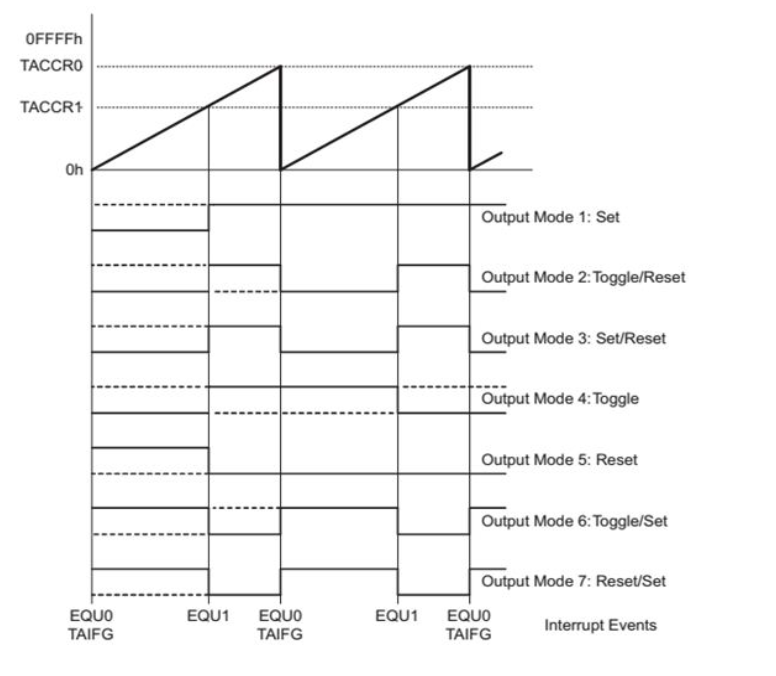 0FFFFh
TACCR0
TACCR1
0h
Output Mode 1: Set
Output Mode 2:Toggle/Reset
Output Mode 3: Set/Reset
Output Mode 4:Toggle
Output Mode 5: Reset
Output Mode 6:Toggle/Set
Output Mode 7: Reset/Set
EQU0 EQU1 EQU0 EQU1 EQU0 Interrupt Events
TAIFG TAIFG TAIFG